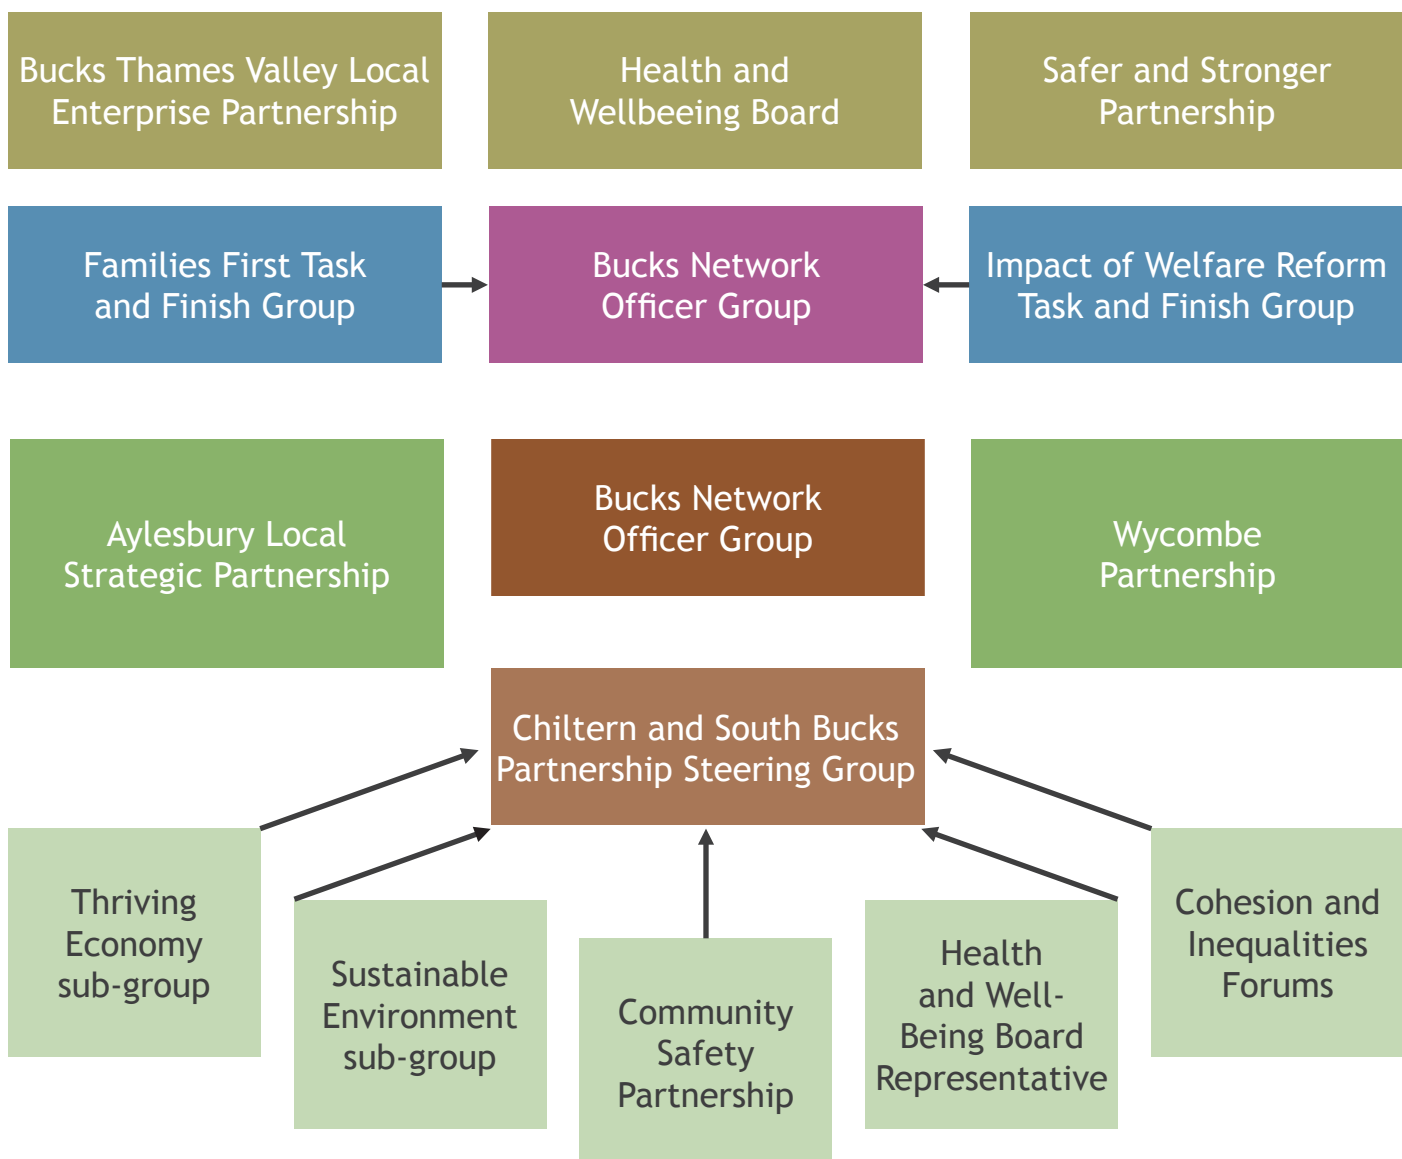 Bucks Thames Valley Local
Enterprise Partnership
Health and
Wellbeeing Board
Safer and Stronger
Partnership
Families First Task
and Finish Group
Bucks Network
Officer Group
Impact of Welfare Reform
Task and Finish Group
Aylesbury Local
Strategic Partnership
Bucks Network
Officer Group
Wycombe
Partnership
Chiltern and South Bucks
Partnership Steering Group
Thriving
Economy
sub-group
Sustainable
Environment
sub-group
Community
Safety
Partnership
Health
and Well-
Being Board
Representative
Cohesion and
Inequalities
Forums